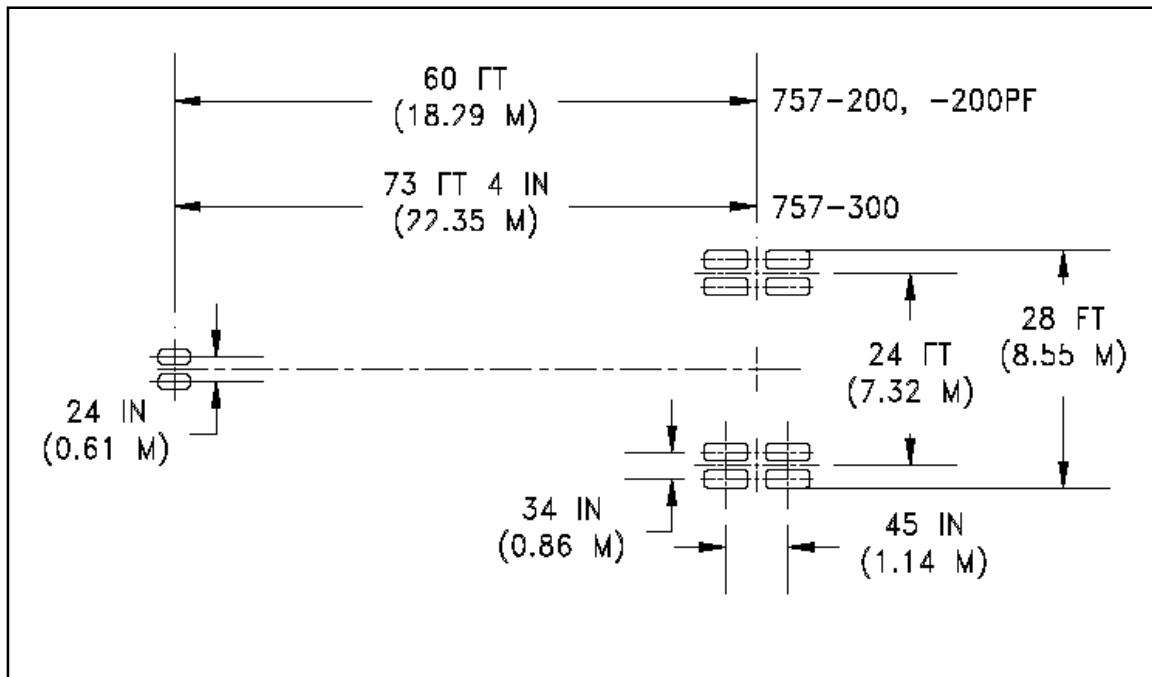 60 FT
(18.29 M)
757-200, -200PF
73 FT 4 IN
(22.35 M)
757-300
28 FT
(8.55 M)
24 FT
(7.32 M)
24 IN
(0.61 M)
34 IN
(0.86 M)
45 IN
(1.14 M)